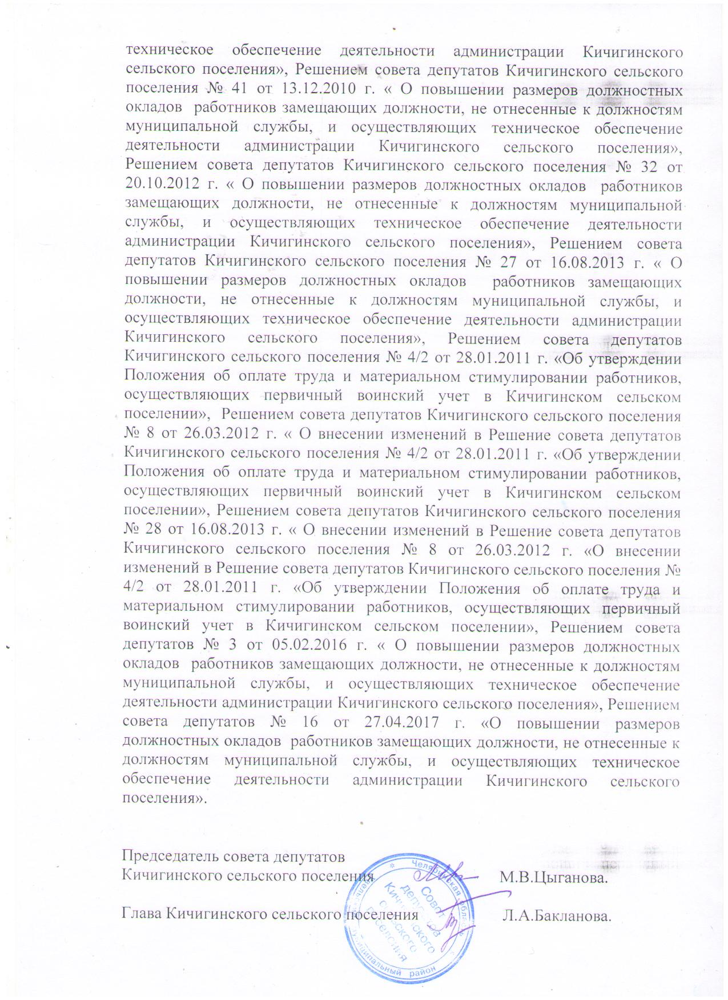 техническое обеспечение деятельности администрации Кичигинского
сельского поселения», Решением совета депутатов Кичигинского сельского
поселения № 41 от 13.12.2010 г. « О повышении размеров должностных
окладов работников замещающих должности, не отнесенные к должностям
муниципальной службы, и осуществляющих техническое обеспечение
деятельности администрации Кичигинского сельского поселения»,
Решением совета депутатов Кичигинского сельского поселения № 32 от
20.10.2012 г. « О повышении размеров должностных окладов работников
замещающих должности, не отнесенные к должностям муниципальной
службы, и осуществляющих техническое обеспечение деятельности
администрации Кичигинского сельского поселения», Решением совета
депутатов Кичигинского сельского поселения № 27 от 16.08.2013 г. « О
повышении размеров должностных окладов работников замещающих
должности, не отнесенные к должностям муниципальной службы, и
осуществляющих техническое обеспечение деятельности администрации
Кичигинского сельского поселения», Решением совета депутатов
Кичигинского сельского поселения № 4/2 от 28.01.2011 г. «Об утверждении
Положения об оплате труда и материальном стимулировании работников,
осуществляющих первичный воинский учет в Кичигинском сельском
поселении», Решением совета депутатов Кичигинского сельского поселения
№ 8 от 26.03.2012 г. « О внесении изменений в Решение совета депутатов
Кичигинского сельского поселения № 4/2 от 28.01.2011 г. «Об утверждении
Положения об оплате труда и материальном стимулировании работников,
осуществляющих первичный воинский учет в Кичигинском сельском
поселении», Решением совета депутатов Кичигинского сельского поселения
№ 28 от 16.08.2013 г. « О внесении изменений в Решение совета депутатов
Кичигинского сельского поселения № 8 от 26.03.2012 г. «О внесении
изменений в Решение совета депутатов Кичигинского сельского поселения №
4/2 от 28.01.2011 г. «Об утверждении Положения об оплате труда и
материальном стимулировании работников, осуществляющих первичный
воинский учет в Кичигинском сельском поселении», Решением совета
депутатов № 3 от 05.02.2016 г. « О повышении размеров должностных
окладов работников замещающих должности, не отнесенные к должностям
муниципальной службы, и осуществляющих техническое обеспечение
деятельности администрации Кичигинского сельского поселения», Решением
совета депутатов № 16 от 27.04.2017 г. «О повышении размеров
должностных окладов работников замещающих должности, не отнесенные к
должностям муниципальной службы, и осуществляющих техническое
обеспечение деятельности администрации Кичигинского сельского
поселения».
Председатель совета депутатов
Кичигинского сельского поселения М.В.Цыганова.
Глава Кичигинского сельского поселения Л.А.Бакланова.
Челябинская область
муниципальный район
Совет
депутатов
Кичигинского
сельского
поселения